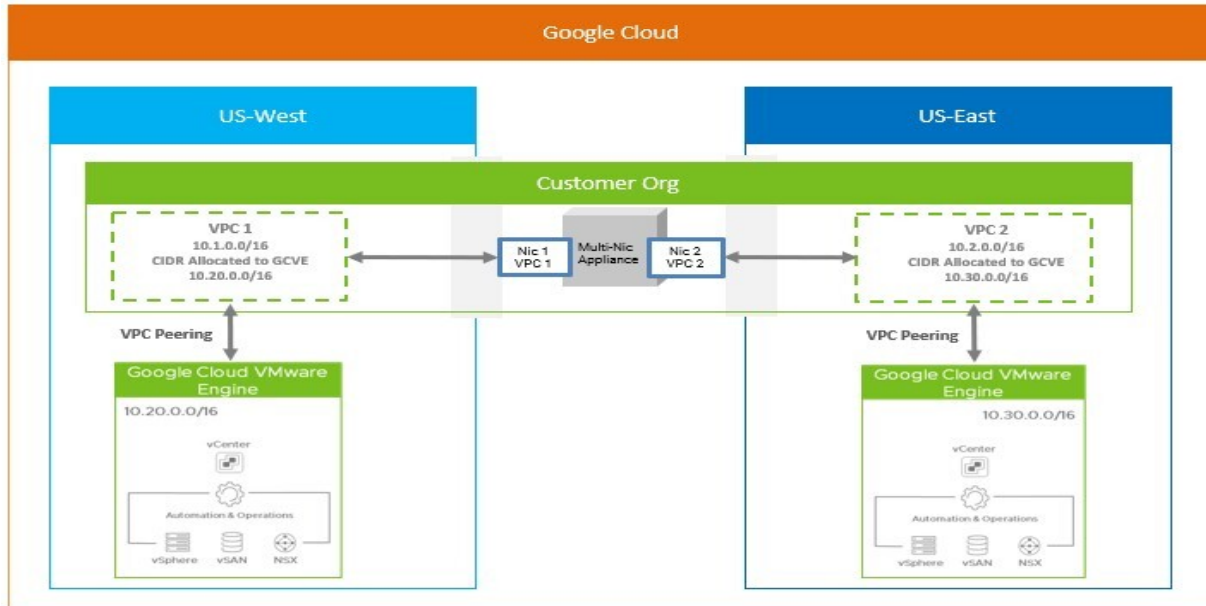 Google Cloud
US-West
US-East
Customer Org
VPC 1
10.1.0.0/16
CIDR Allocated to GCVE
10.20.0.0/16
Nic 1
VPC 1
Multi-Nic
Appliance
Nic 2
VPC 2
VPC 2
10.2.0.0/16
CIDR Allocated to GCVE
10.30.0.0/16
VPC Peering
VPC Peering
Google Cloud VMware
Engine
10.20.0.0/16
vCenter
Automation & Operations
vSphere
vSAN
NSX
Google Cloud VMware
Engine
10.30.0.0/16
vCenter
Automation & Operations
vSphere
vSAN
NSX